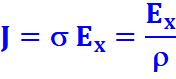 J = σ Eₓ = Eₓ / ρ